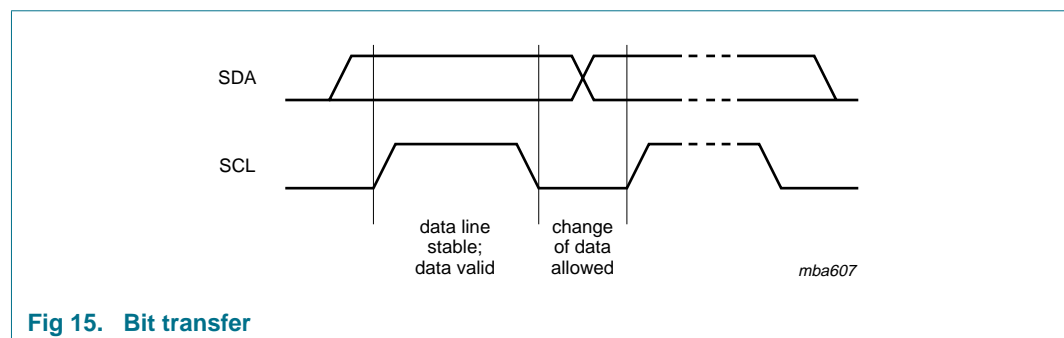 SDA
SCL
data line
stable;
data valid
change
of data
allowed
mba607
Fig 15. Bit transfer